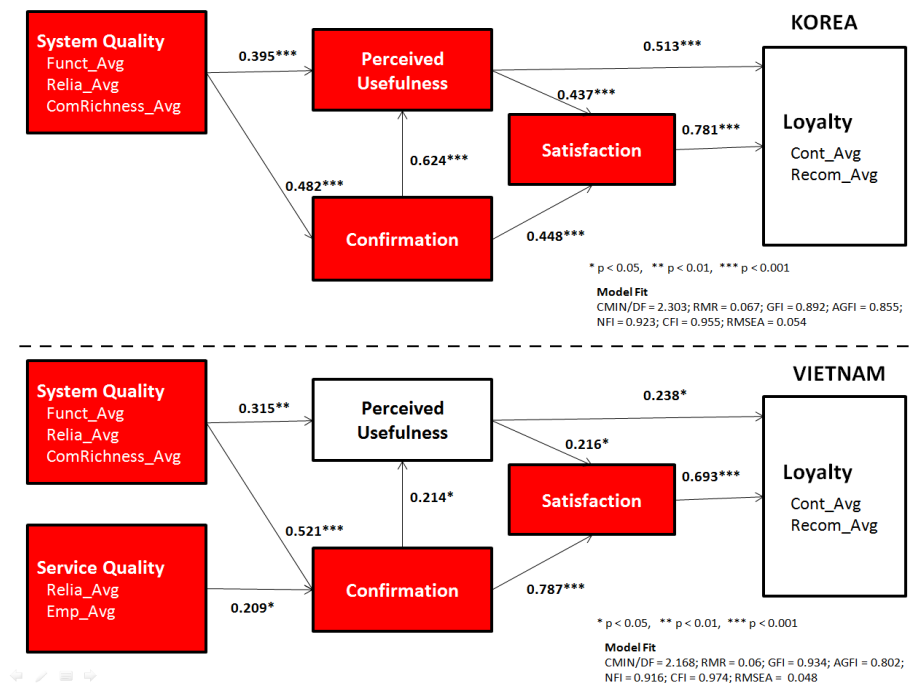 KOREA
System Quality
Funct_Avg
Relia_Avg
ComRichness_Avg
0.395***
Perceived
Usefulness
0.513***
0.437***
Satisfaction
0.781***
Loyalty
Cont_Avg
Recom_Avg
0.624***
0.482***
Confirmation
0.448***
* p < 0.05, ** p < 0.01, *** p < 0.001
Model Fit
CMIN/DF = 2.303; RMR = 0.067; GFI = 0.892; AGFI = 0.855;
NFI = 0.923; CFI = 0.955; RMSEA = 0.054
VIETNAM
System Quality
Funct_Avg
Relia_Avg
ComRichness_Avg
0.315**
Perceived
Usefulness
0.238*
0.216*
Satisfaction
0.693***
Loyalty
Cont_Avg
Recom_Avg
0.214*
0.521***
Service Quality
Relia_Avg
Emp_Avg
0.209*
Confirmation
0.787***
* p < 0.05, ** p < 0.01, *** p < 0.001
Model Fit
CMIN/DF = 2.168; RMR = 0.06; GFI = 0.934; AGFI = 0.802;
NFI = 0.916; CFI = 0.974; RMSEA = 0.048